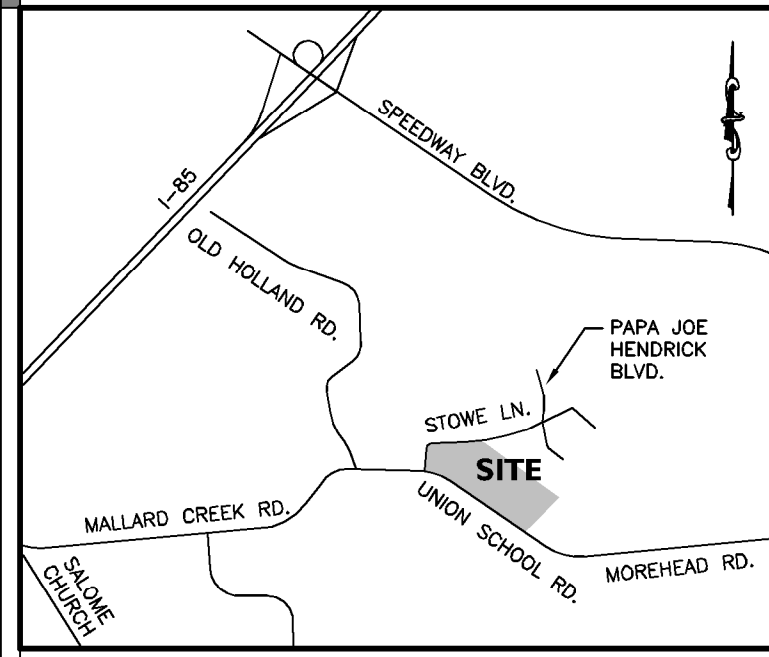 SPEEDWAY BLVD.
I-85
OLD HOLLAND RD.
PAPA JOE
HENDRICK
BLVD.
STOWE LN.
SITE
UNION SCHOOL RD.
MALLARD CREEK RD.
MOREHEAD RD.
SALOME
CHURCH